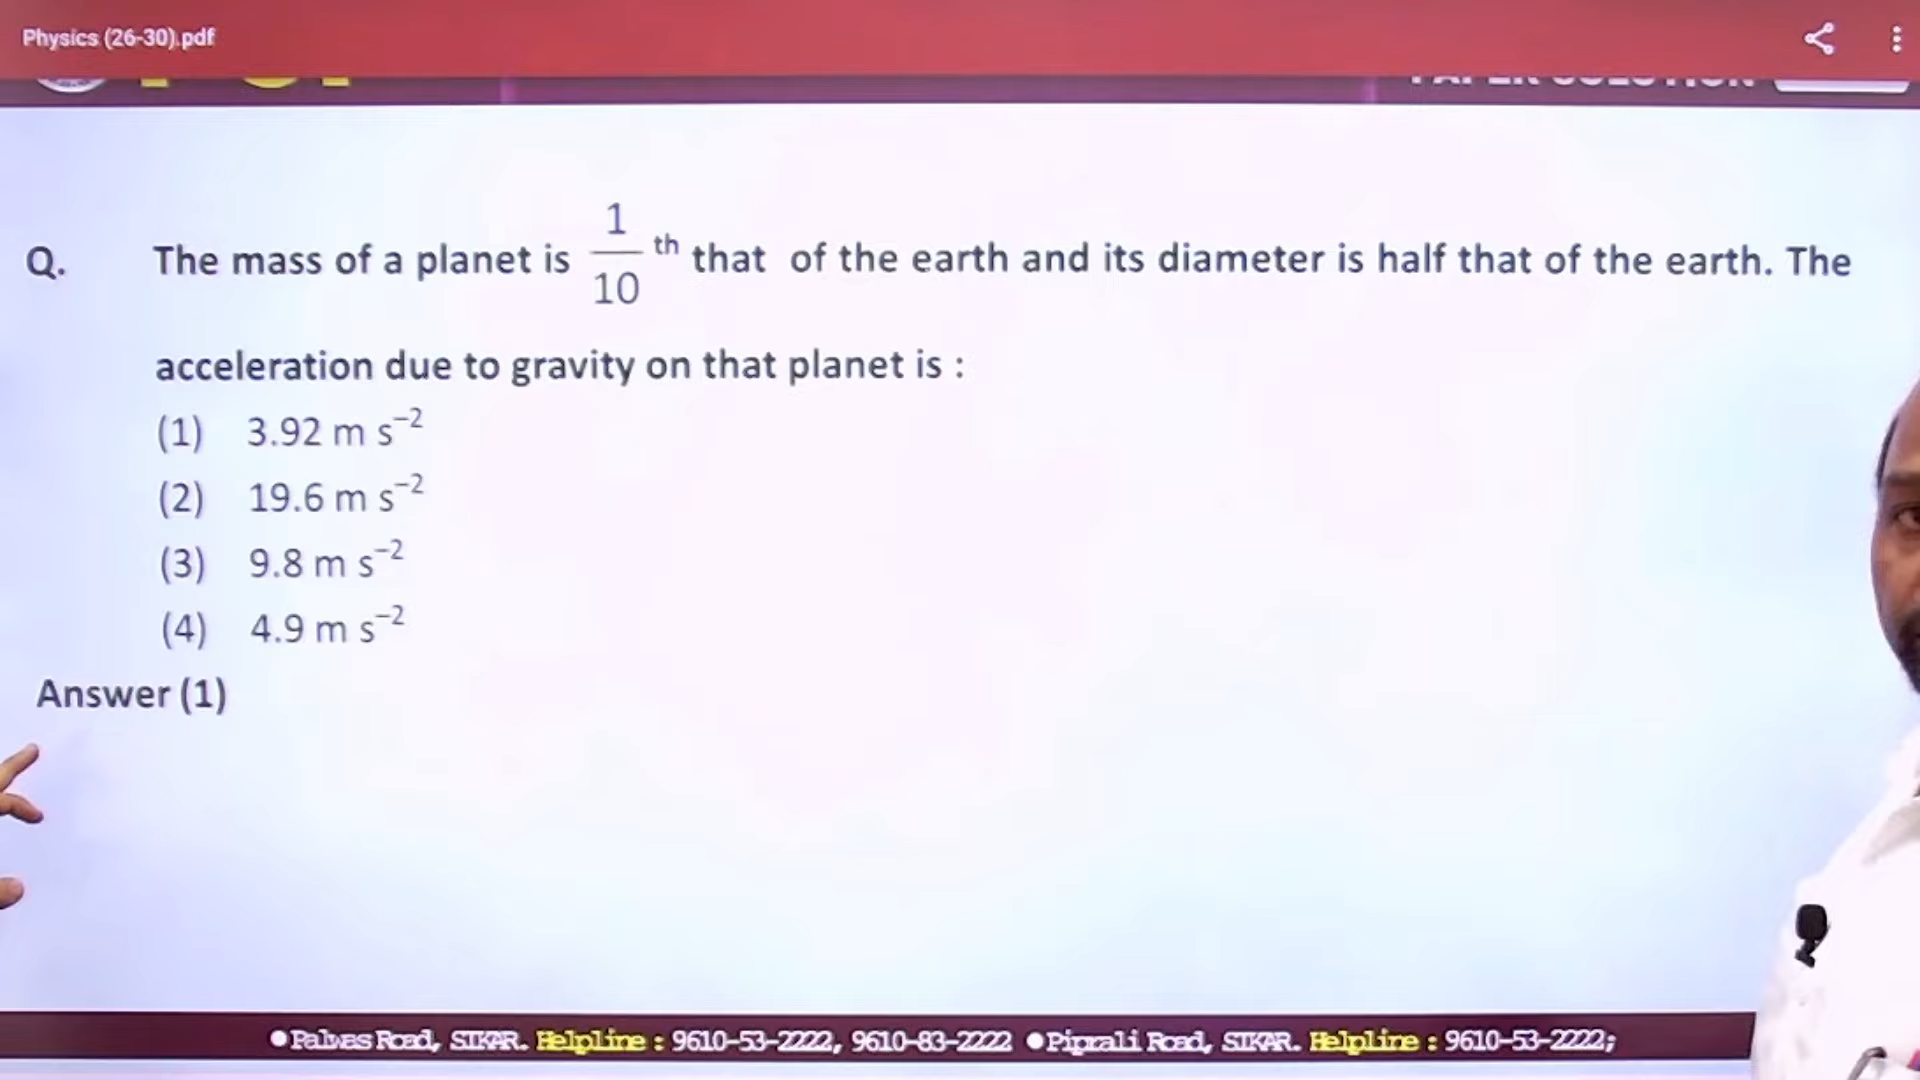 Physics (26-30).pdf
PAPER SOLUTION
Q. The mass of a planet is 1/10 th that of the earth and its diameter is half that of the earth. The
acceleration due to gravity on that planet is :
(1) 3.92 m s⁻²
(2) 19.6 m s⁻²
(3) 9.8 m s⁻²
(4) 4.9 m s⁻²
Answer (1)
●Palwas Road, SIKAR. Helpline : 9610-53-2222, 9610-83-2222 ●Piprali Road, SIKAR. Helpline : 9610-53-2222;